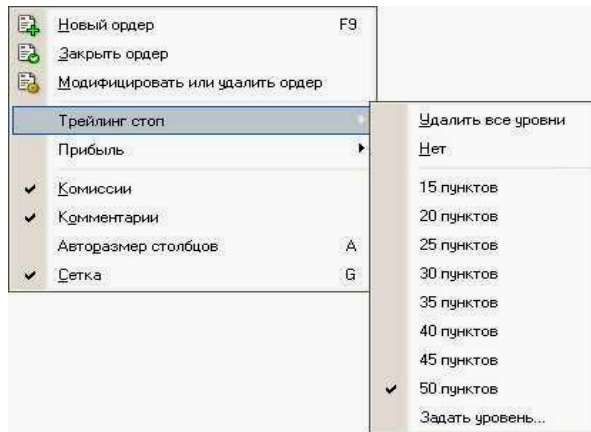 Новый ордер F9
Закрыть ордер
Модифицировать или удалить ордер
Трейлинг стоп
Прибыль
Комиссии
Комментарии
Авторазмер столбцов A
Сетка G
Удалить все уровни
Нет
15 пунктов
20 пунктов
25 пунктов
30 пунктов
35 пунктов
40 пунктов
45 пунктов
50 пунктов
Задать уровень...